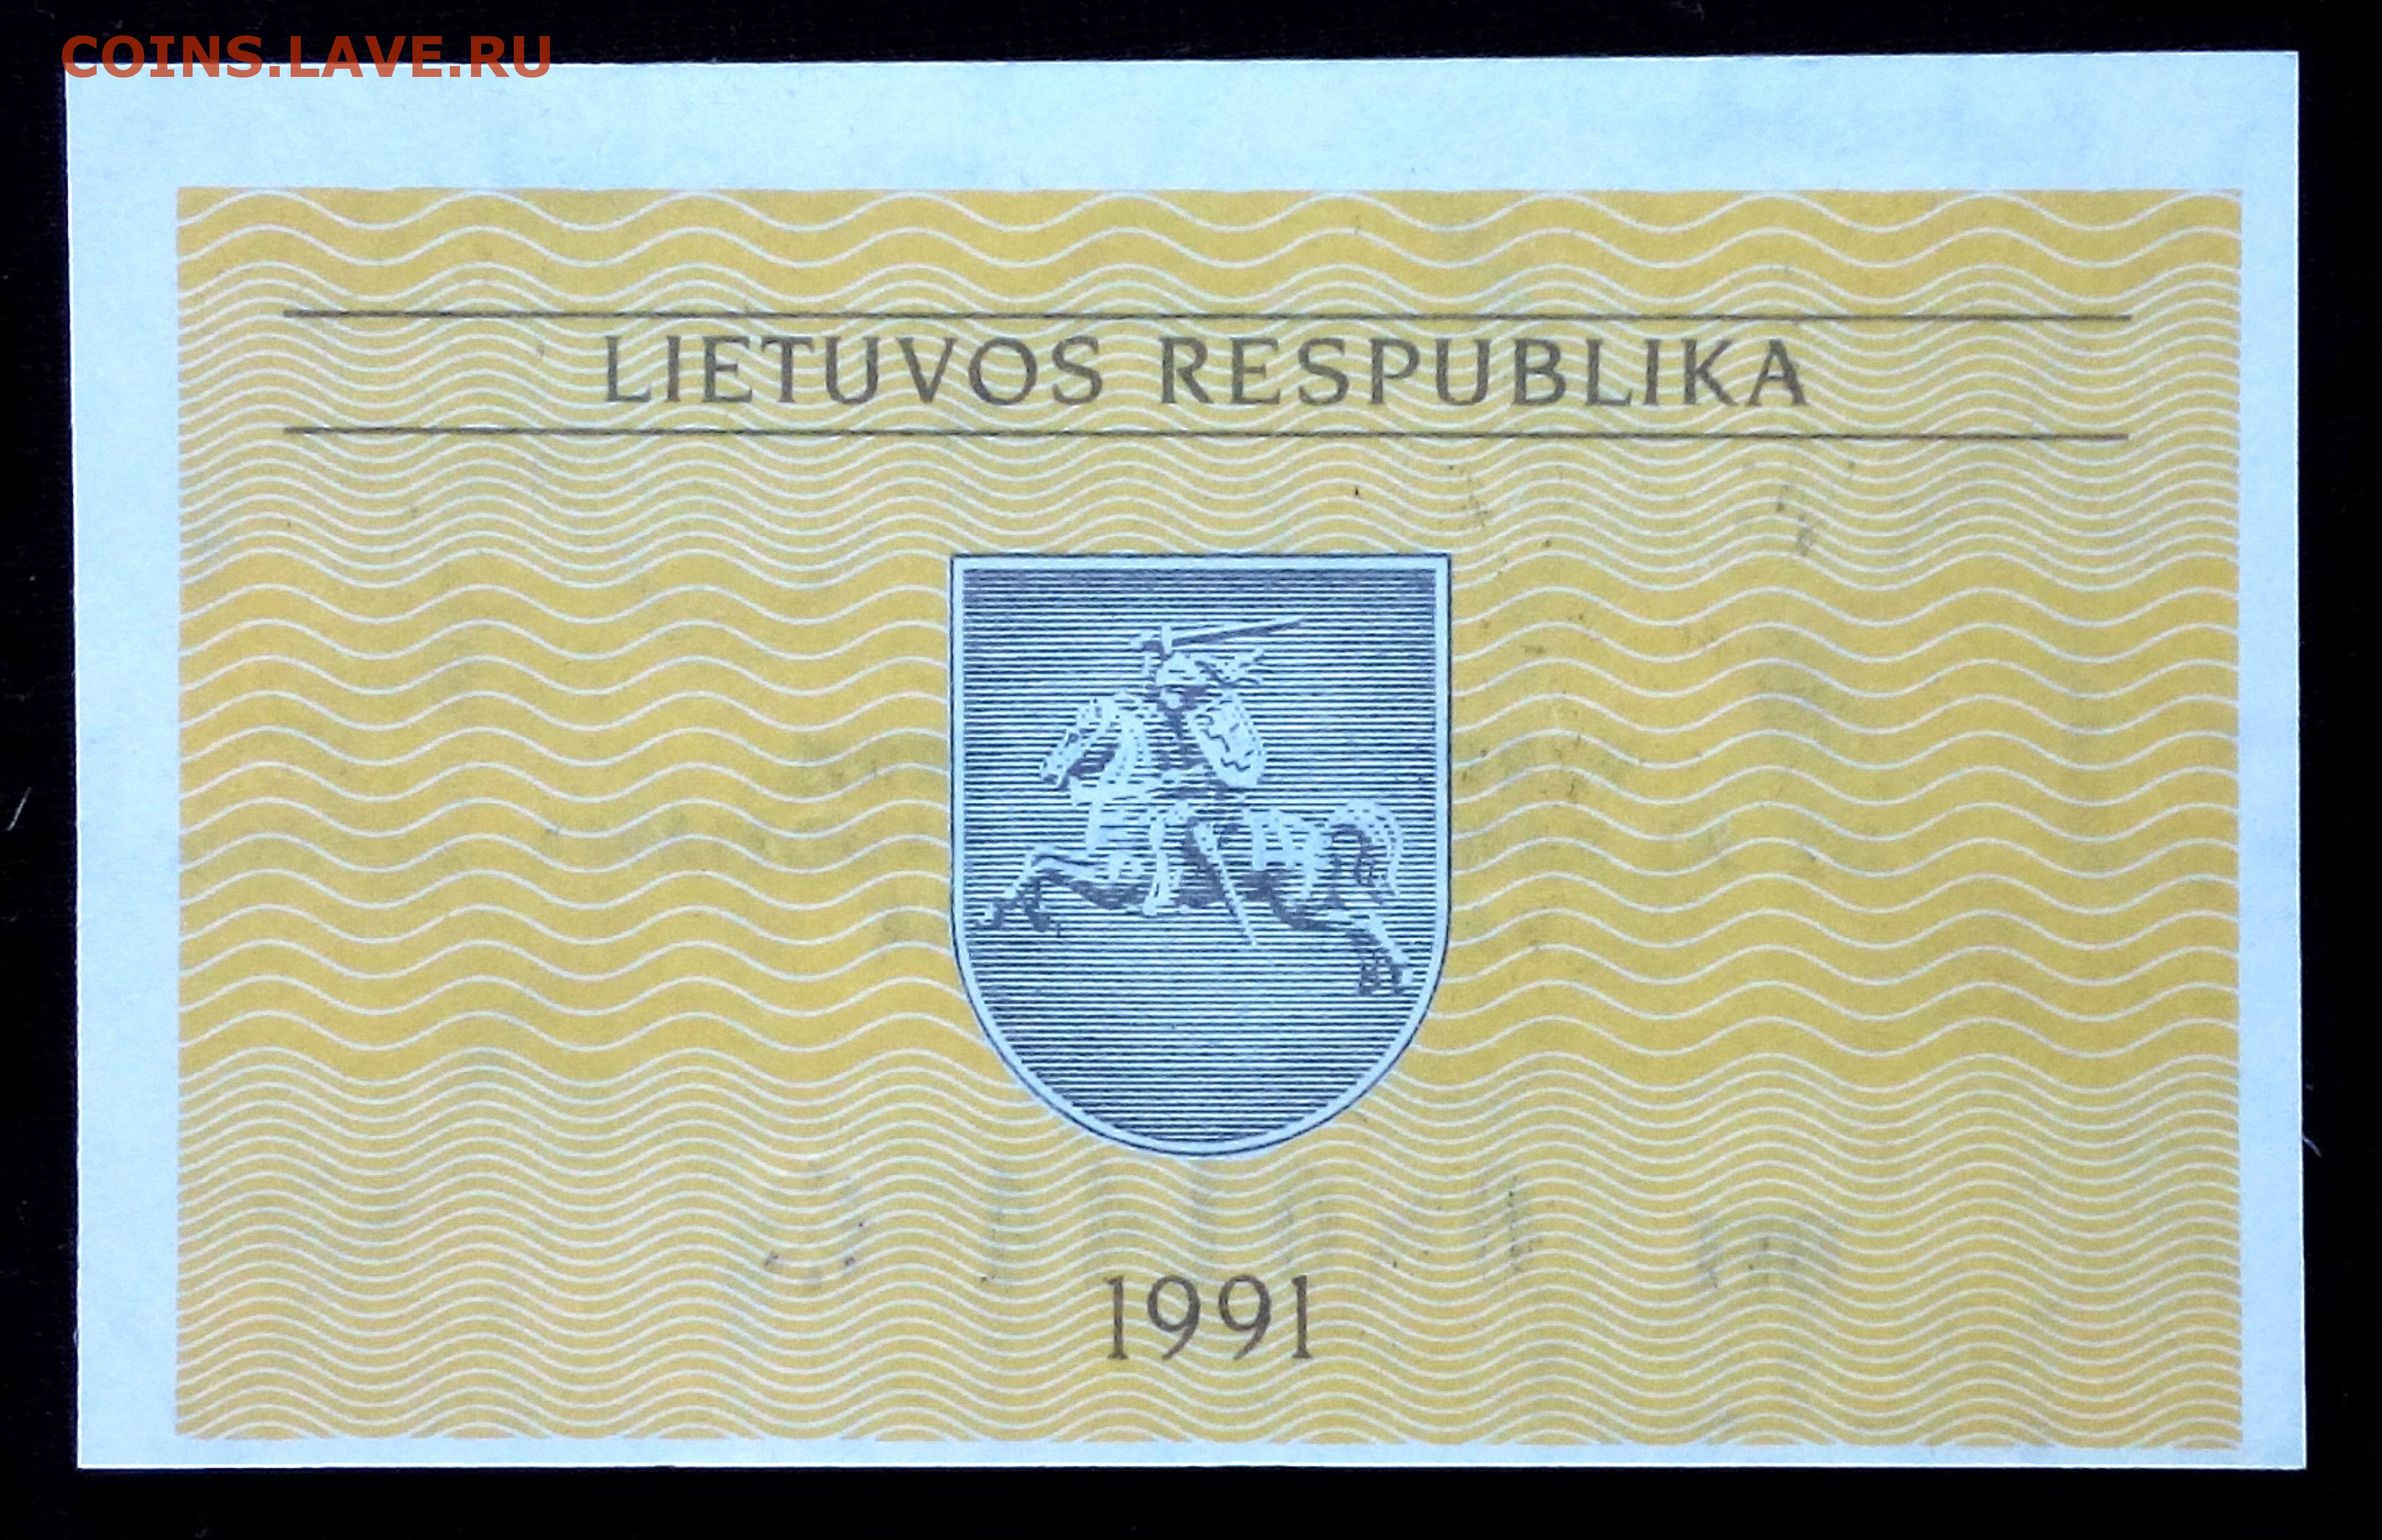 COINS.LAVE.RU
LIETUVOS RESPUBLIKA
1991